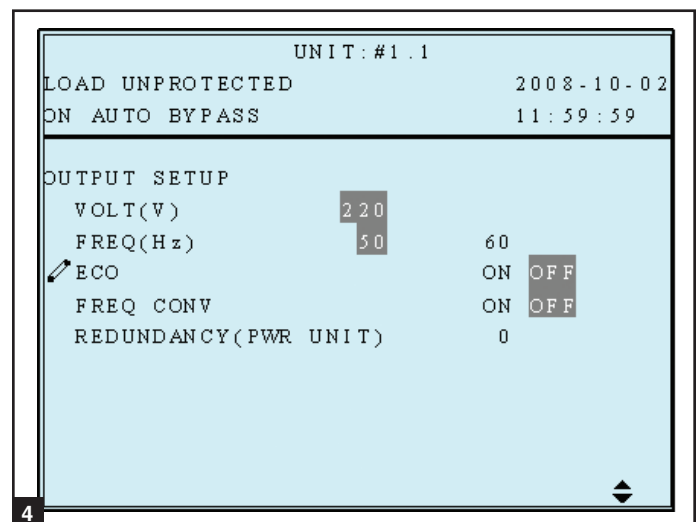 UNIT:#1.1
LOAD UNPROTECTED 2008-10-02
ON AUTO BYPASS 11:59:59
OUTPUT SETUP
VOLT(V) 220
FREQ(Hz) 50 60
ECO ON OFF
FREQ CONV ON OFF
REDUNDANCY(PWR UNIT) 0
4